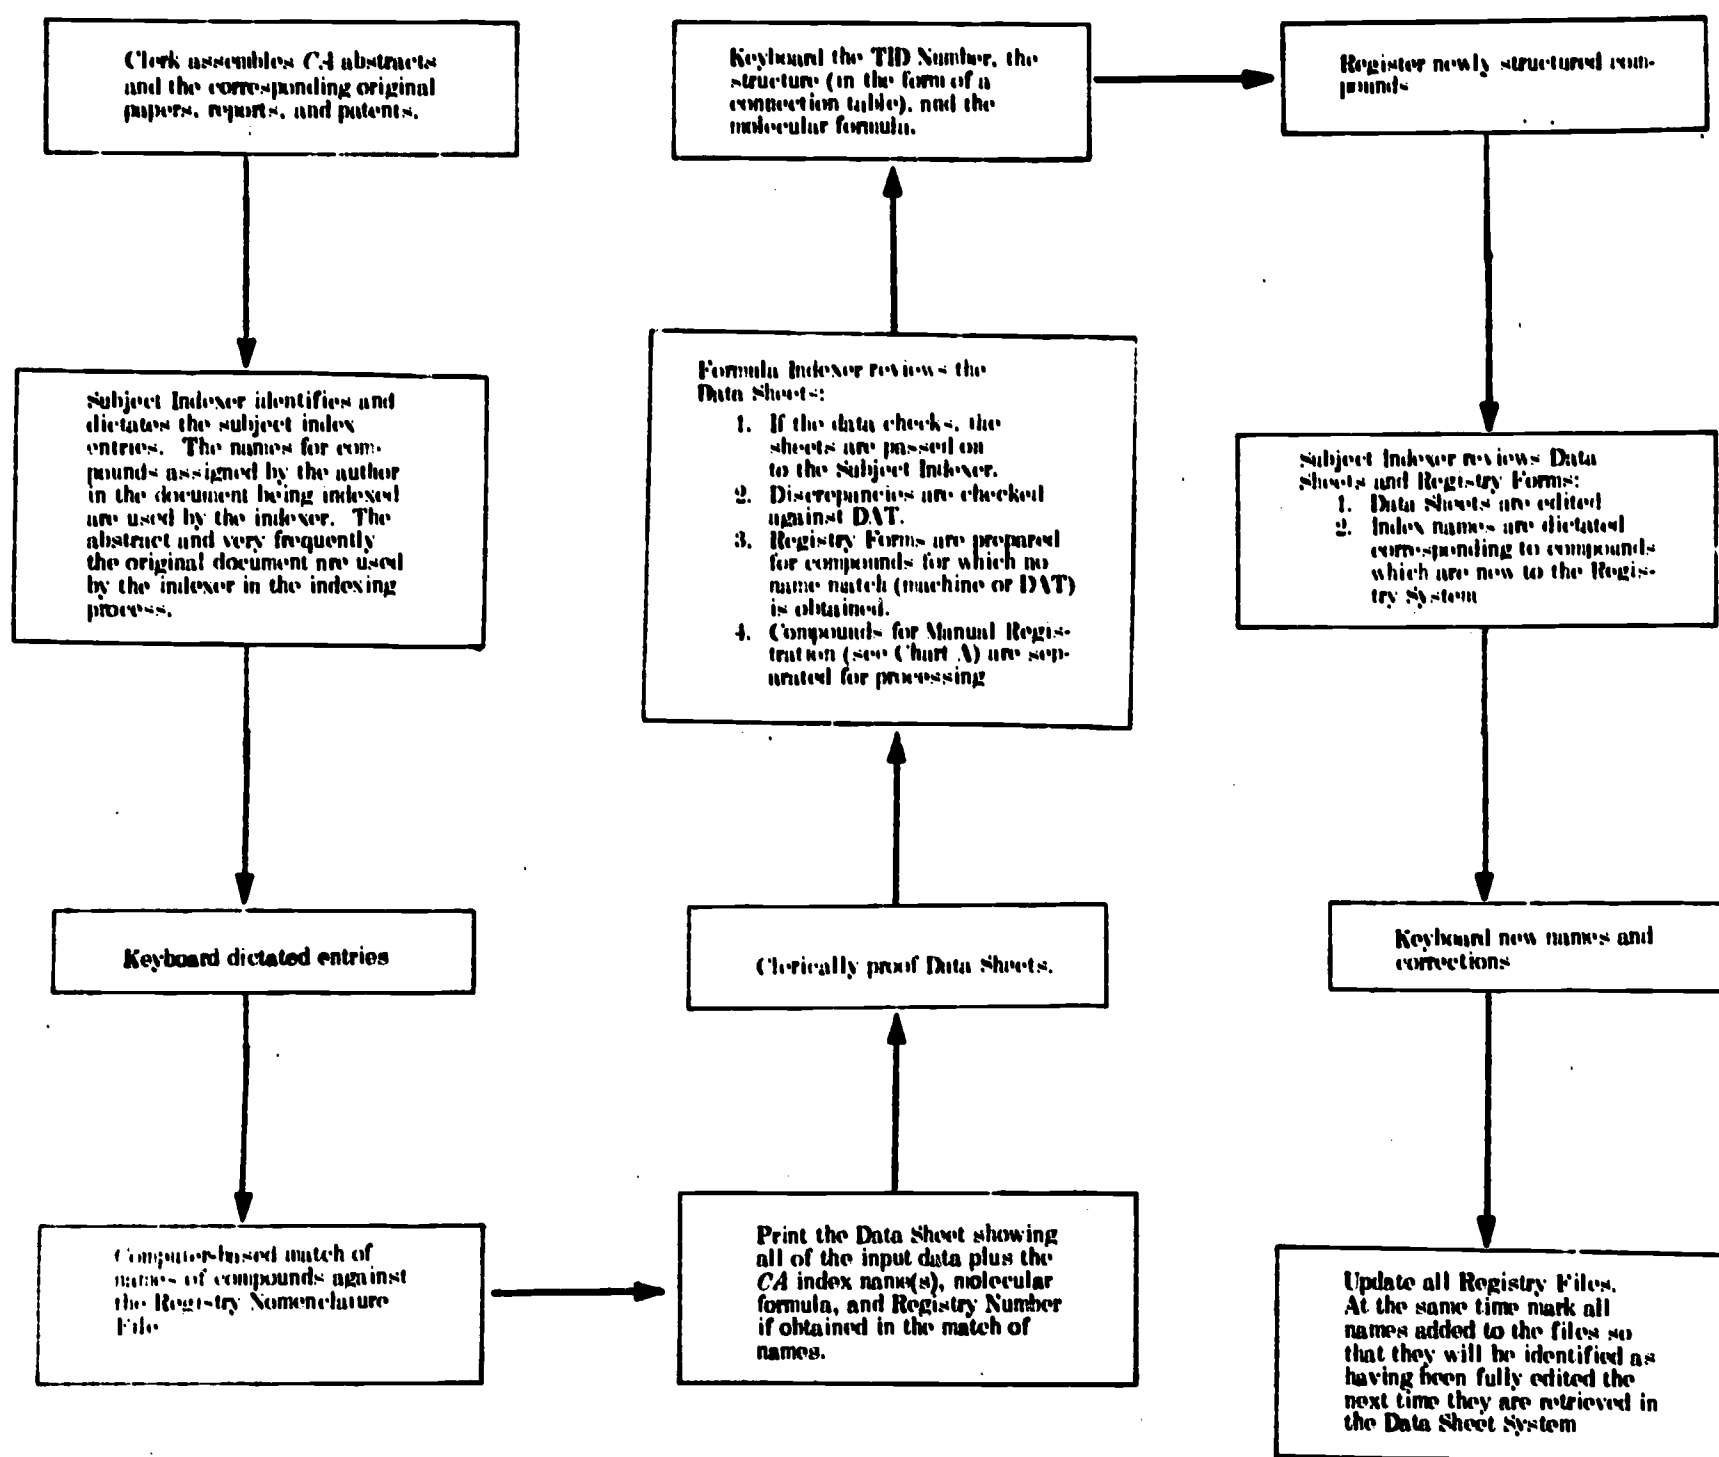 Clerk assembles CA abstracts
and the corresponding original
papers, reports, and patents.
Subject Indexer identifies and
dictates the subject index
entries. The names for com-
pounds assigned by the author
in the document being indexed
are used by the indexer. The
abstract and very frequently
the original document are used
by the indexer in the indexing
process.
Keyboard dictated entries
Computer-based match of
names of compounds against
the Registry Nomenclature
File
Print the Data Sheet showing
all of the input data plus the
CA index name(s), molecular
formula, and Registry Number
if obtained in the match of
names.
Clerically proof Data Sheets.
Formula Indexer reviews the
Data Sheets:
1. If the data checks, the
sheets are passed on
to the Subject Indexer.
2. Discrepancies are checked
against DAT.
3. Registry Forms are prepared
for compounds for which no
name match (machine or DAT)
is obtained.
4. Compounds for Manual Regis-
tration (see Chart A) are sep-
arated for processing
Keyboard the TID Number, the
structure (in the form of a
connection table), and the
molecular formula.
Register newly structured com-
pounds
Subject Indexer reviews Data
Sheets and Registry Forms:
1. Data Sheets are edited
2. Index names are dictated
corresponding to compounds
which are new to the Regis-
try System
Keyboard new names and
corrections
Update all Registry Files.
At the same time mark all
names added to the files so
that they will be identified as
having been fully edited the
next time they are retrieved in
the Data Sheet System